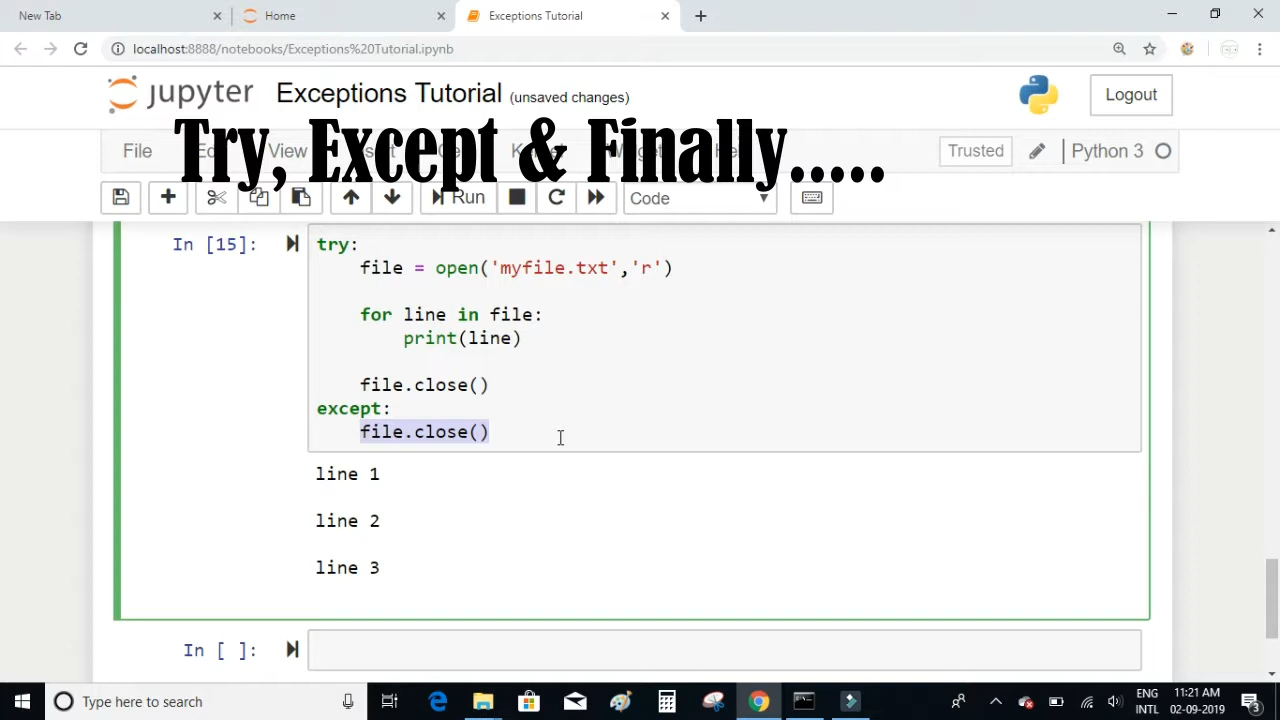 New Tab
Home
Exceptions Tutorial
localhost:8888/notebooks/Exceptions%20Tutorial.ipynb
jupyter Exceptions Tutorial (unsaved changes)
Logout
Try, Except & Finally.....
File
View
Trusted
Python 3
Run
Code
In [15]:
try:
file = open('myfile.txt','r')
for line in file:
print(line)
file.close()
except:
file.close()
line 1
line 2
line 3
In [ ]:
Type here to search
ENG
INTL
11:21 AM
02-09-2019
3